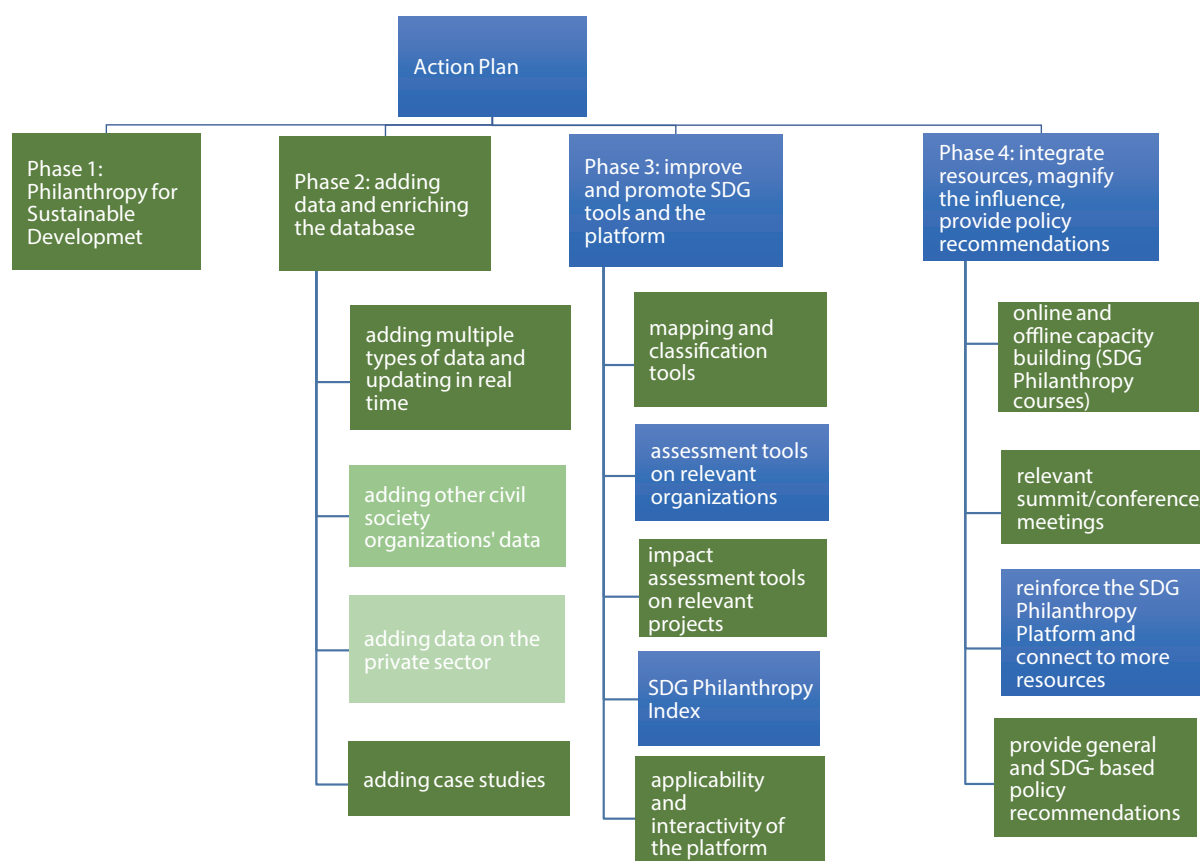 Action Plan
Phase 1:
Philanthropy for
Sustainable
Developmet
Phase 2: adding
data and enriching
the database
adding multiple
types of data and
updating in real
time
adding other civil
society
organizations' data
adding data on the
private sector
adding case studies
Phase 3: improve
and promote SDG
tools and the
platform
mapping and
classification
tools
assessment tools
on relevant
organizations
impact
assessment tools
on relevant
projects
SDG Philanthropy
Index
applicability
and
interactivity of
the platform
Phase 4: integrate
resources, magnify
the influence,
provide policy
recommendations
online and
offline capacity
building (SDG
Philanthropy
courses)
relevant
summit/conference
meetings
reinforce the SDG
Philanthropy
Platform and
connect to more
resources
provide general
and SDG- based
policy
recommendations